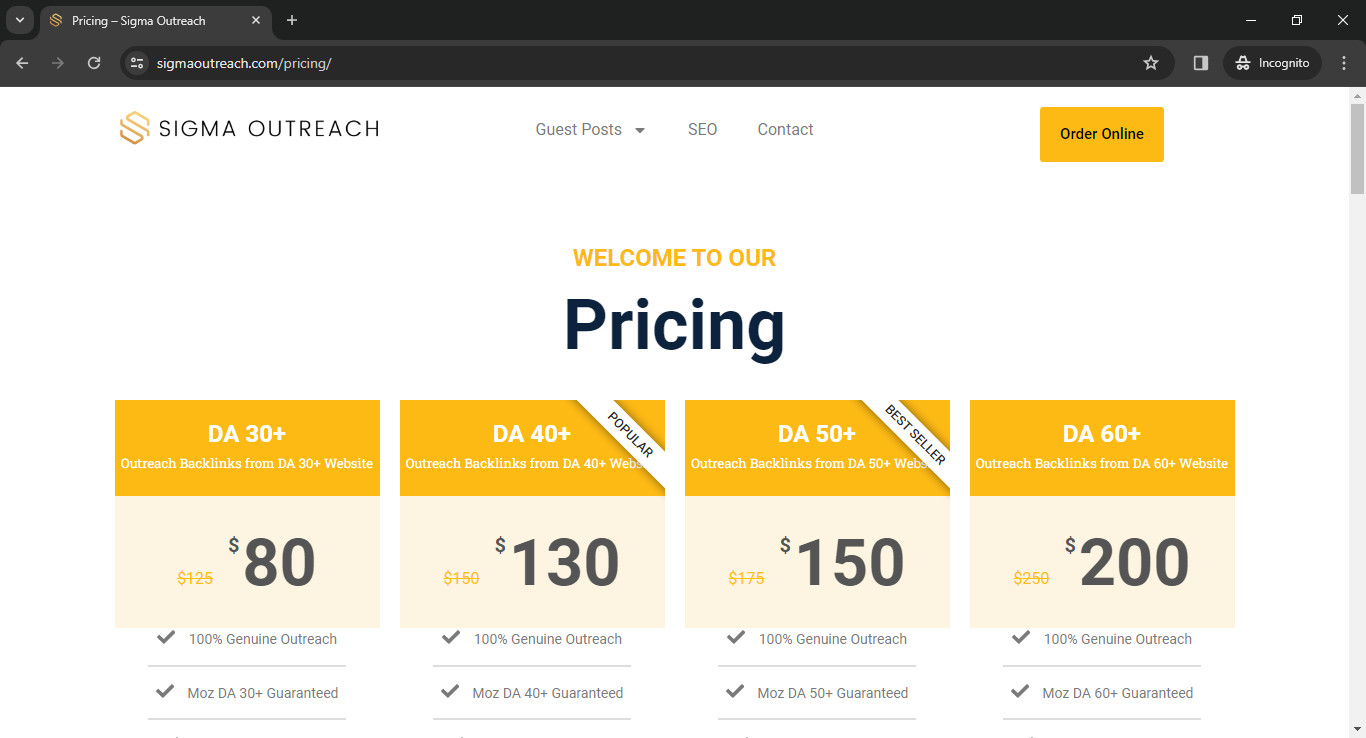 Pricing – Sigma Outreach
sigmaoutreach.com/pricing/
Incognito
SIGMA OUTREACH
Guest Posts
SEO
Contact
Order Online
WELCOME TO OUR
Pricing
DA 30+
Outreach Backlinks from DA 30+ Website
$125
$80
100% Genuine Outreach
Moz DA 30+ Guaranteed
DA 40+
POPULAR
Outreach Backlinks from DA 40+ Webs
$150
$130
100% Genuine Outreach
Moz DA 40+ Guaranteed
DA 50+
BEST SELLER
Outreach Backlinks from DA 50+ Webs
$175
$150
100% Genuine Outreach
Moz DA 50+ Guaranteed
DA 60+
Outreach Backlinks from DA 60+ Website
$250
$200
100% Genuine Outreach
Moz DA 60+ Guaranteed